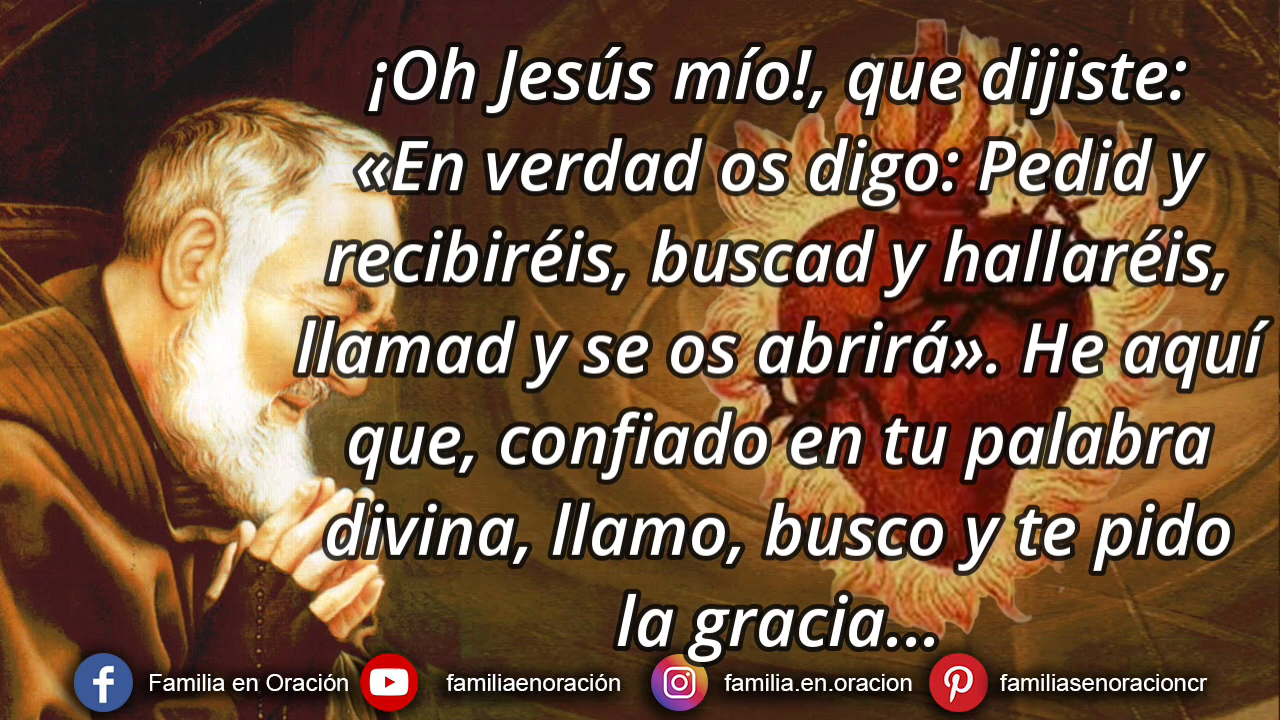 ¡Oh Jesús mío!, que dijiste:
«En verdad os digo: Pedid y
recibiréis, buscad y hallaréis,
llamad y se os abrirá». He aquí
que, confiado en tu palabra
divina, llamo, busco y te pido
la gracia...
Familia en Oración familiaenoración familia.en.oracion familiasenoracioncr